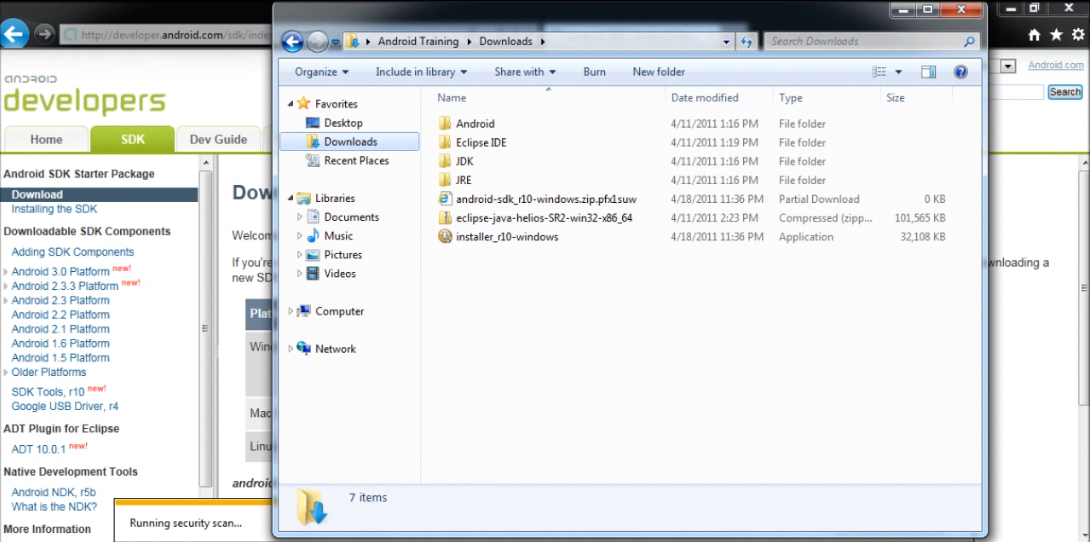 http://developer.android.com/sdk/inde
Android Training
Downloads
Search Downloads
Organize
Include in library
Share with
Burn
New folder
Android.com
Search
ANDROID
developers
Home
SDK
Dev Guide
Android SDK Starter Package
Download
Installing the SDK
Downloadable SDK Components
Adding SDK Components
Android 3.0 Platform new!
Android 2.3.3 Platform new!
Android 2.3 Platform
Android 2.2 Platform
Android 2.1 Platform
Android 1.6 Platform
Android 1.5 Platform
Older Platforms
SDK Tools, r10 new!
Google USB Driver, r4
ADT Plugin for Eclipse
ADT 10.0.1 new!
Native Development Tools
Android NDK, r5b
What is the NDK?
More Information
Dow
Welcom
If you're
new SD
wnloading a
Plat
Wind
Mac
Linu
android
Favorites
Desktop
Downloads
Recent Places
Libraries
Documents
Music
Pictures
Videos
Computer
Network
Name Date modified Type Size
Android 4/11/2011 1:16 PM File folder
Eclipse IDE 4/11/2011 1:19 PM File folder
JDK 4/11/2011 1:16 PM File folder
JRE 4/11/2011 1:16 PM File folder
android-sdk_r10-windows.zip.pfx1suw 4/18/2011 11:36 PM Partial Download 0 KB
eclipse-java-helios-SR2-win32-x86_64 4/11/2011 2:23 PM Compressed (zipp... 101,565 KB
installer_r10-windows 4/18/2011 11:36 PM Application 32,108 KB
7 items
Running security scan...